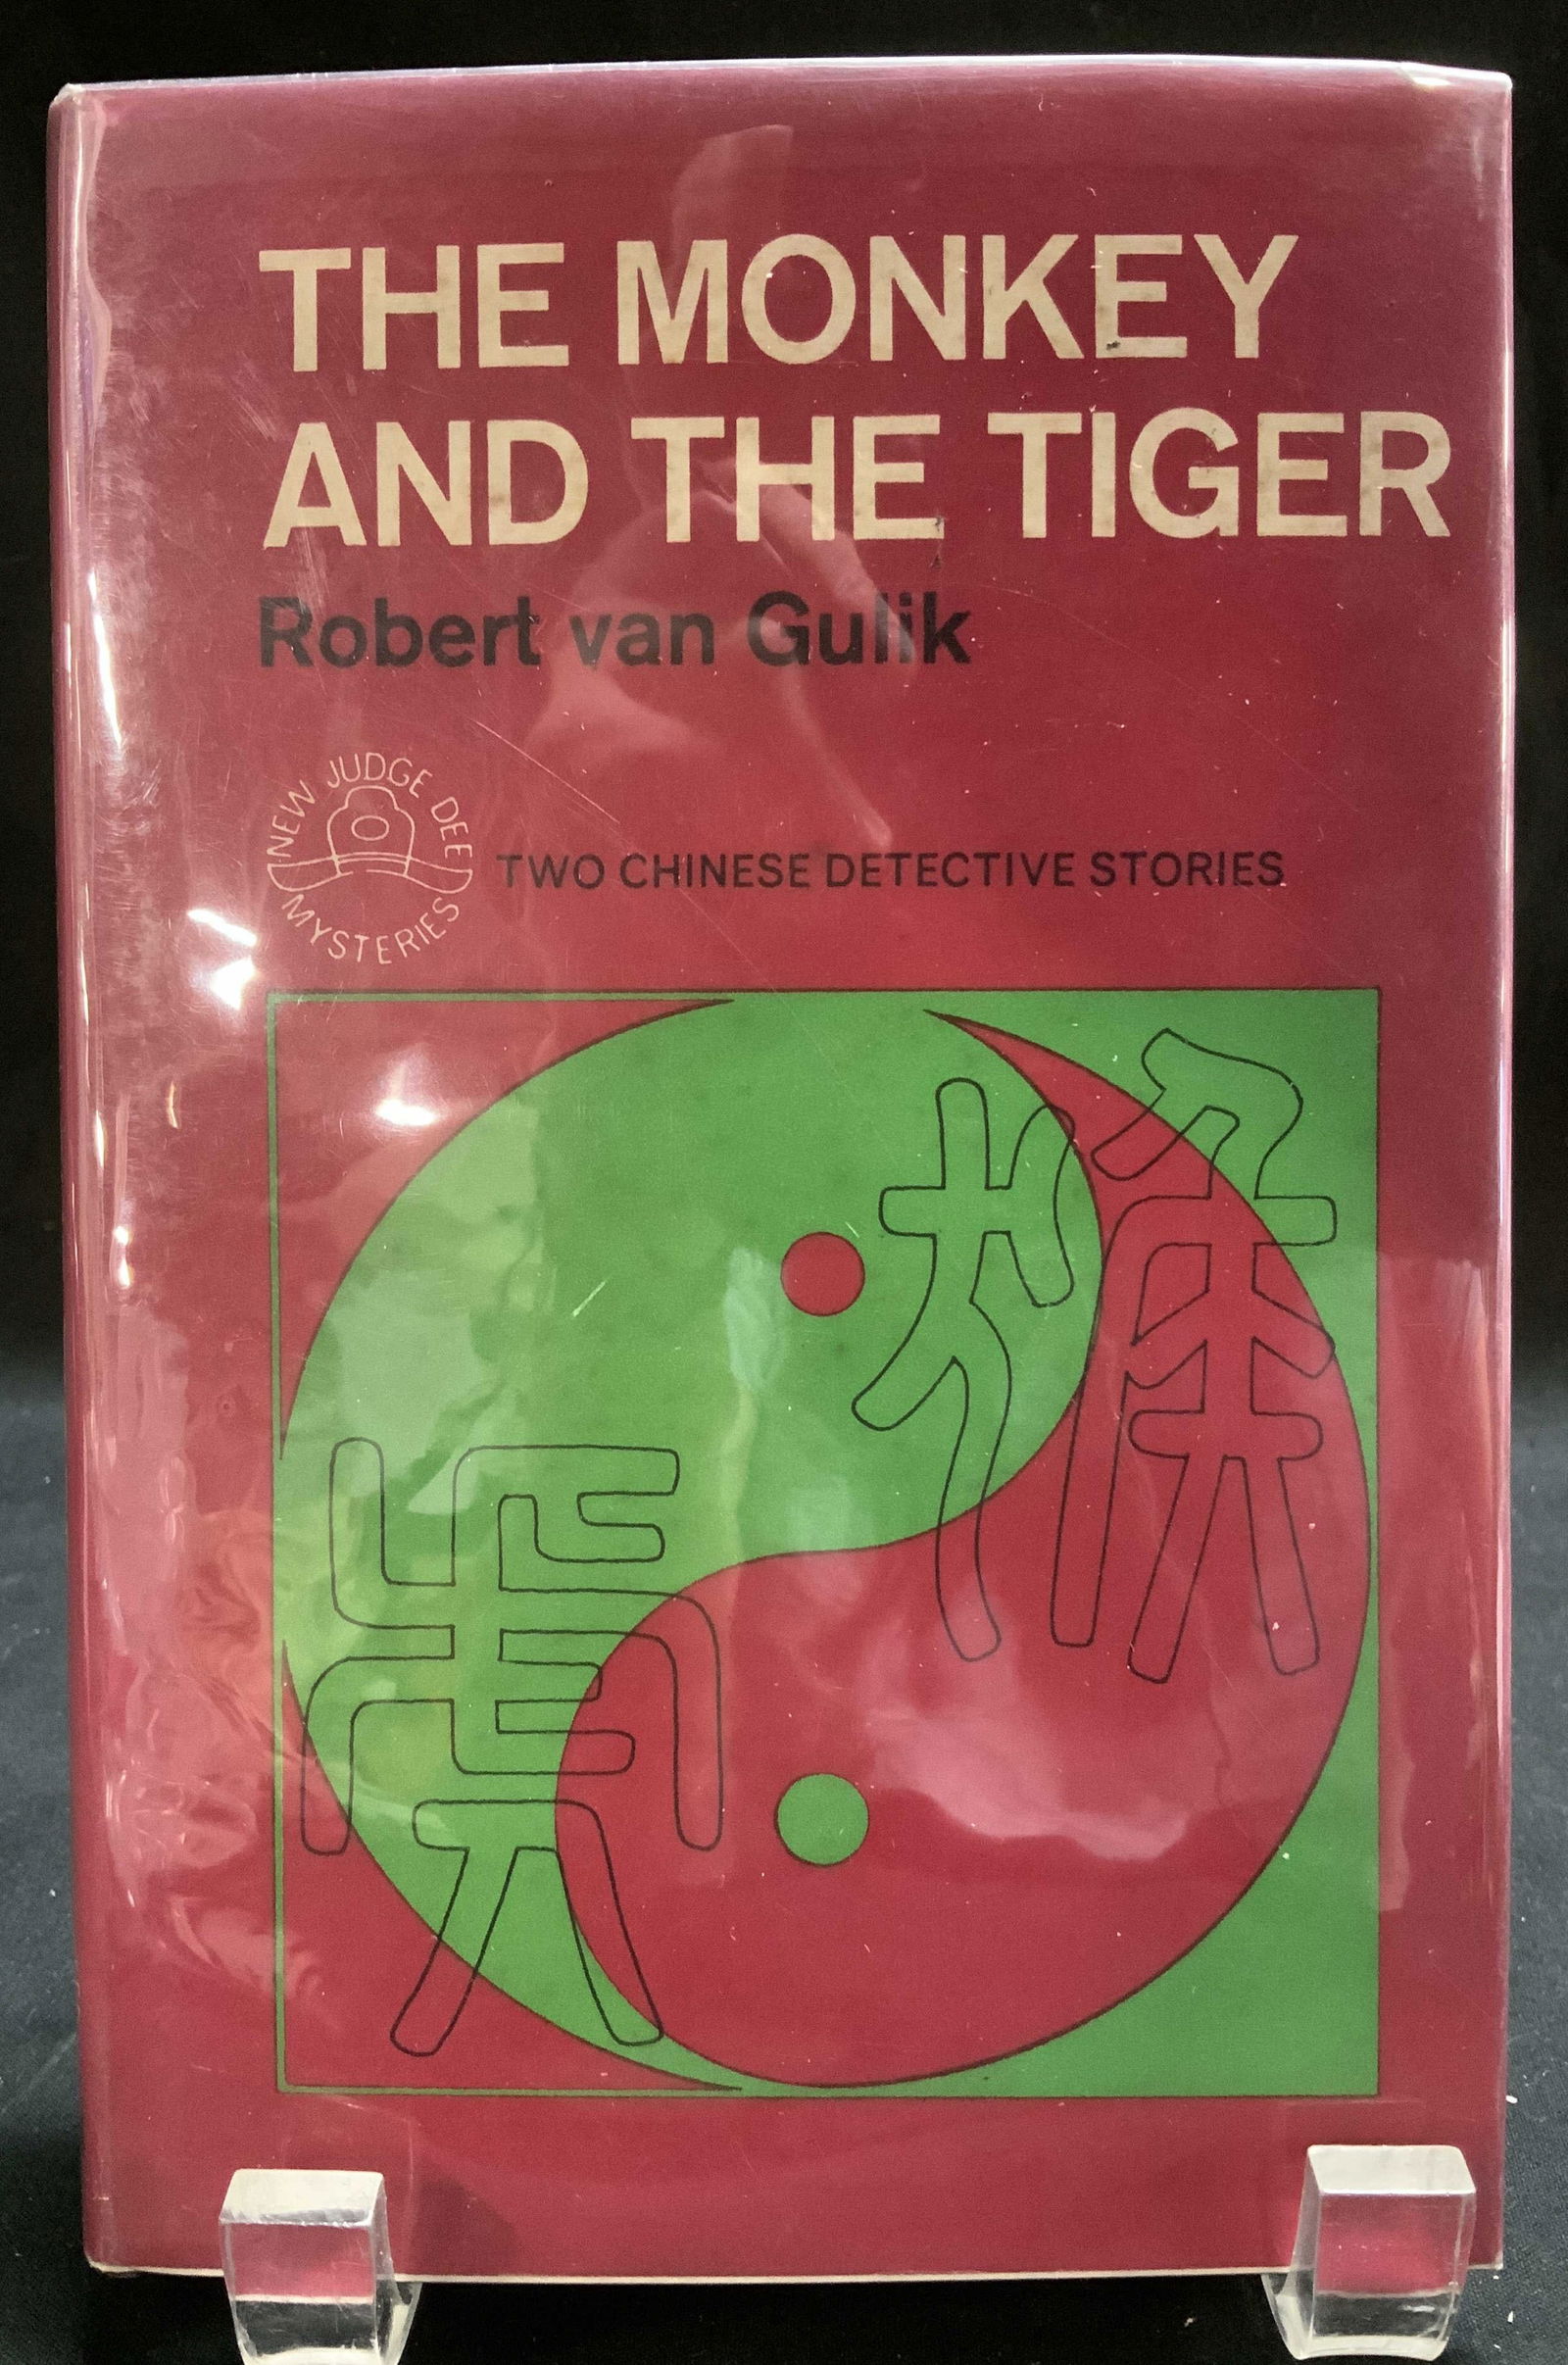 THE MONKEY
AND THE TIGER
Robert van Gulik
NEW JUDGE DEE
MYSTERIES
TWO CHINESE DETECTIVE STORIES
猴
虎